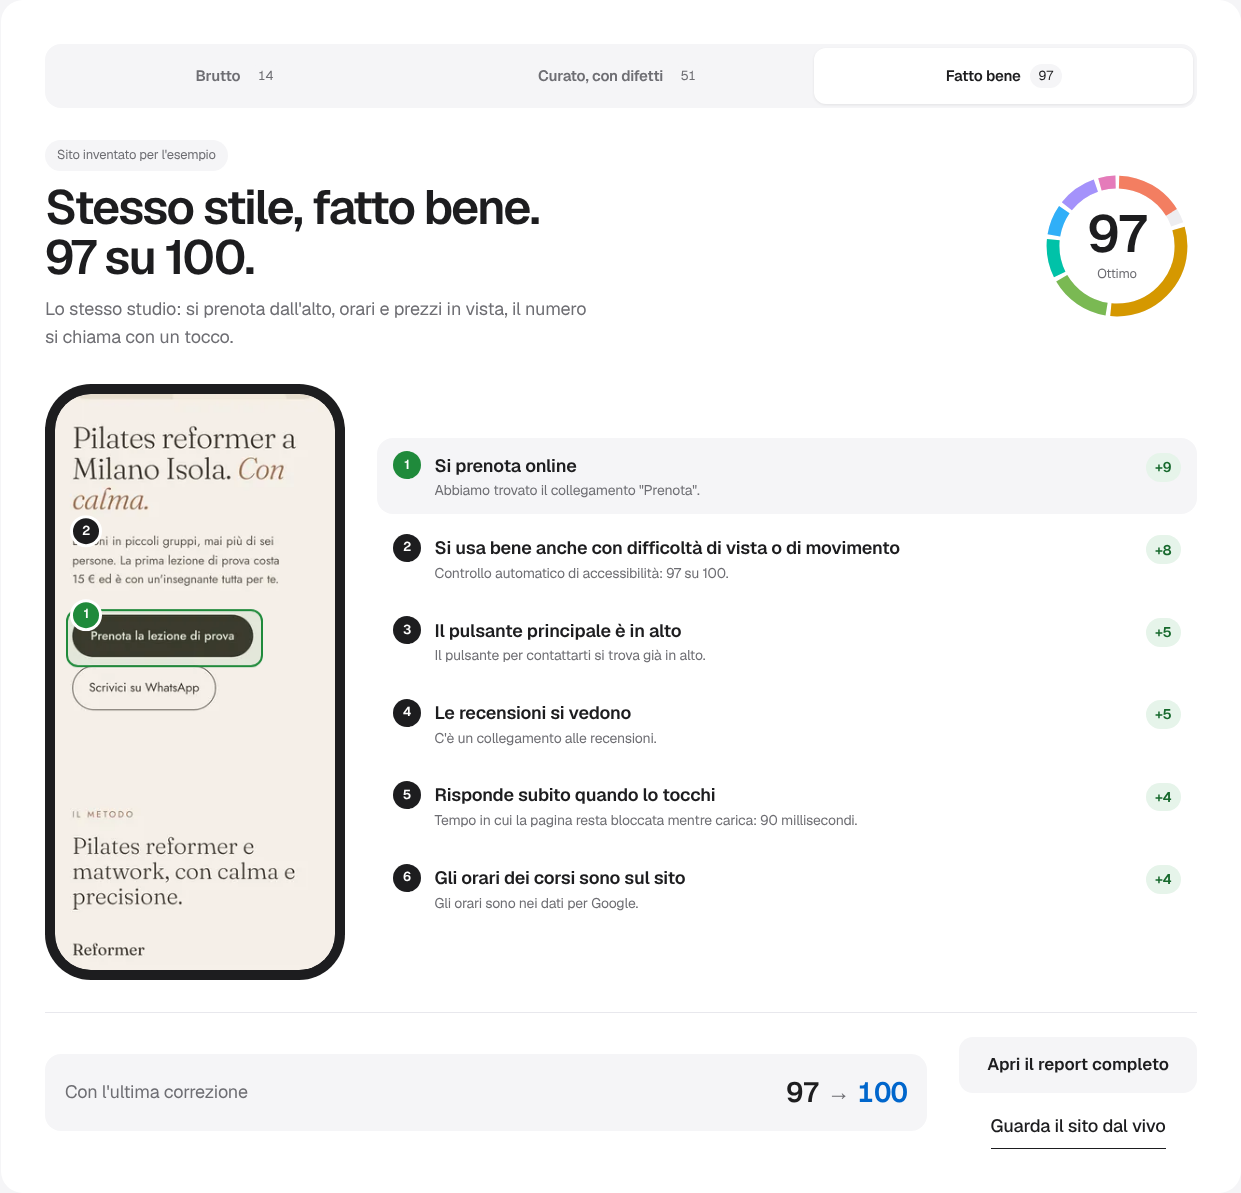 Brutto 14
Curato, con difetti 51
Fatto bene 97
Sito inventato per l'esempio
Stesso stile, fatto bene.
97 su 100.
Lo stesso studio: si prenota dall'alto, orari e prezzi in vista, il numero
si chiama con un tocco.
97
Ottimo
Pilates reformer a
Milano Isola. Con
calma.
2
in piccoli gruppi, mai più di sei
persone. La prima lezione di prova costa
15 € ed è con un'insegnante tutta per te.
1
Prenota la lezione di prova
Scrivici su WhatsApp
IL METODO
Pilates reformer e
matwork, con calma e
precisione.
Reformer
1 Si prenota online +9
Abbiamo trovato il collegamento "Prenota".
2 Si usa bene anche con difficoltà di vista o di movimento +8
Controllo automatico di accessibilità: 97 su 100.
3 Il pulsante principale è in alto +5
Il pulsante per contattarti si trova già in alto.
4 Le recensioni si vedono +5
C'è un collegamento alle recensioni.
5 Risponde subito quando lo tocchi +4
Tempo in cui la pagina resta bloccata mentre carica: 90 millisecondi.
6 Gli orari dei corsi sono sul sito +4
Gli orari sono nei dati per Google.
Con l'ultima correzione 97 → 100
Apri il report completo
Guarda il sito dal vivo